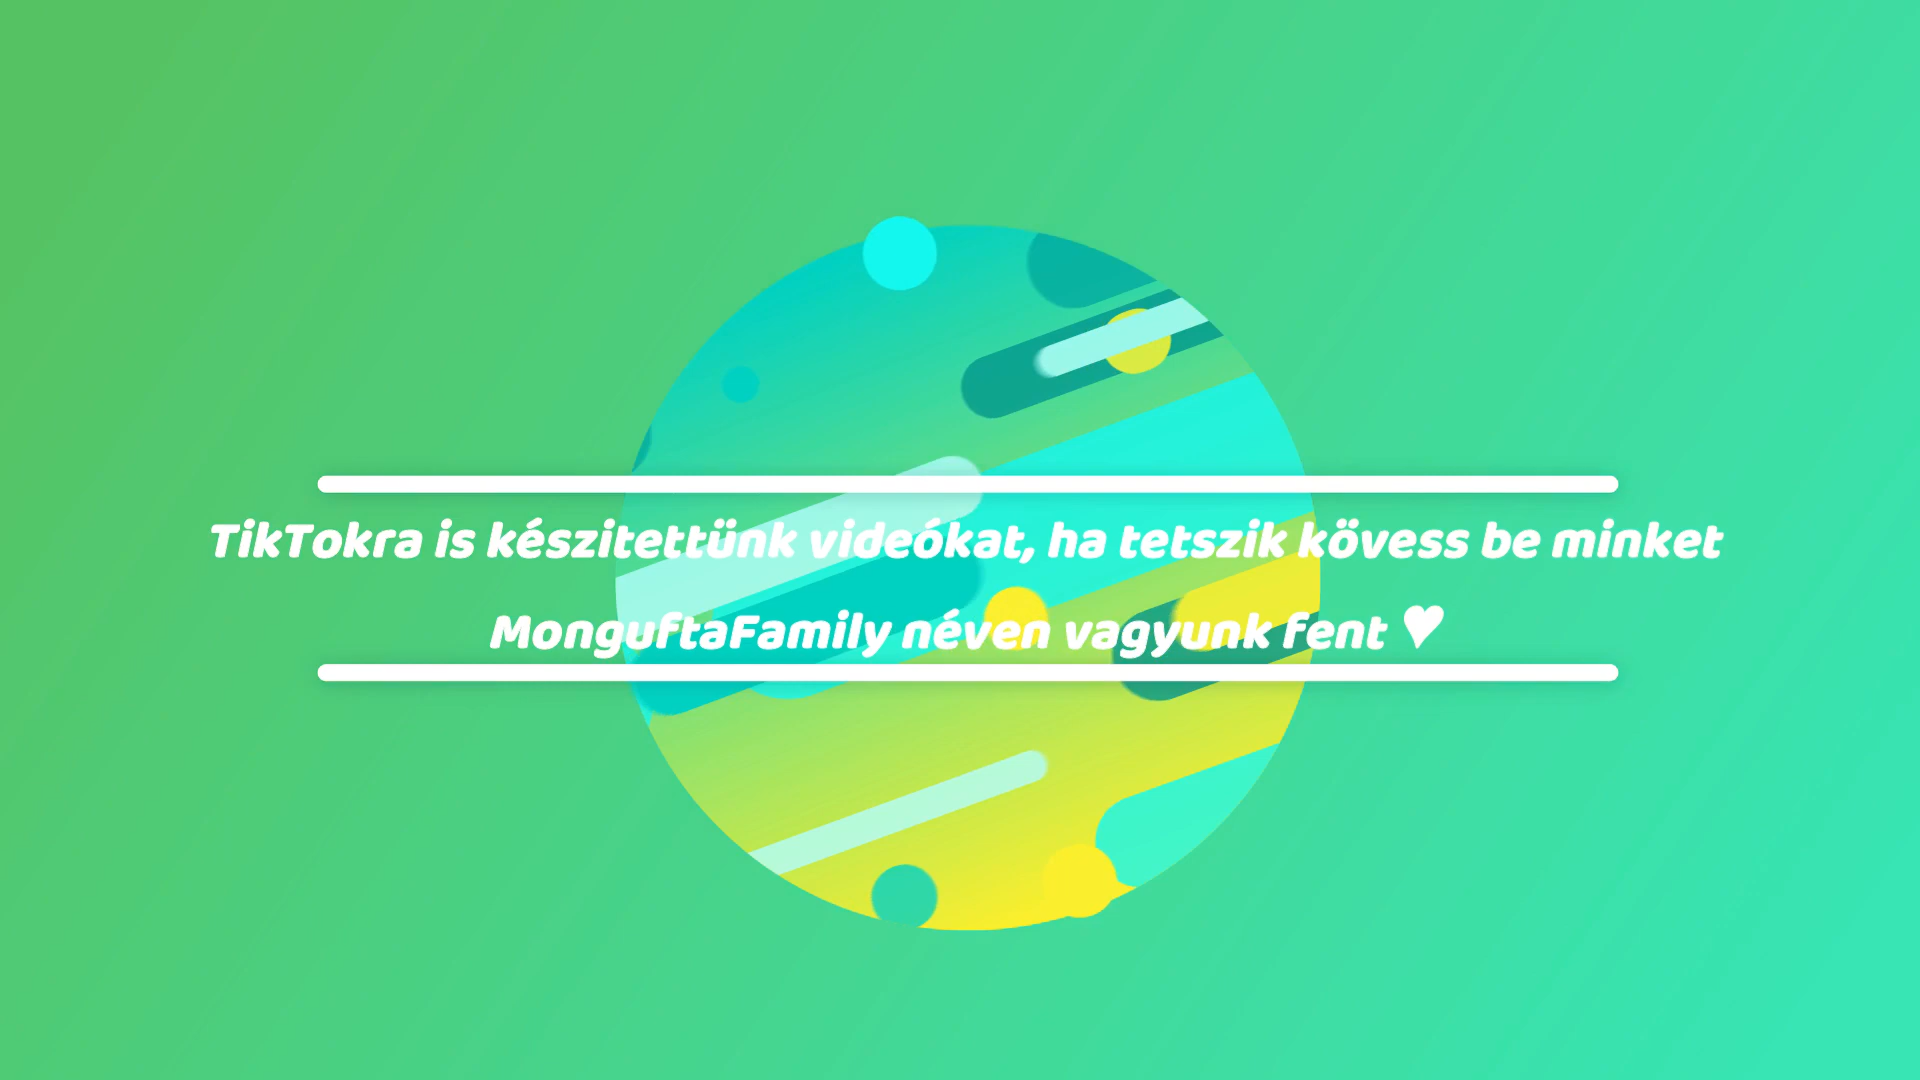 TikTokra is készitettünk videókat, ha tetszik kövess be minket
MonguftaFamily néven vagyunk fent ♥